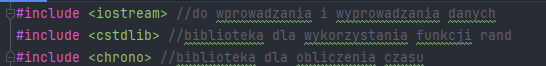 #include <iostream> //do wprowadzania i wyprowadzania danych
#include <cstdlib> //biblioteka dla wykorzystania funkcji rand
#include <chrono> //biblioteka dla obliczenia czasu